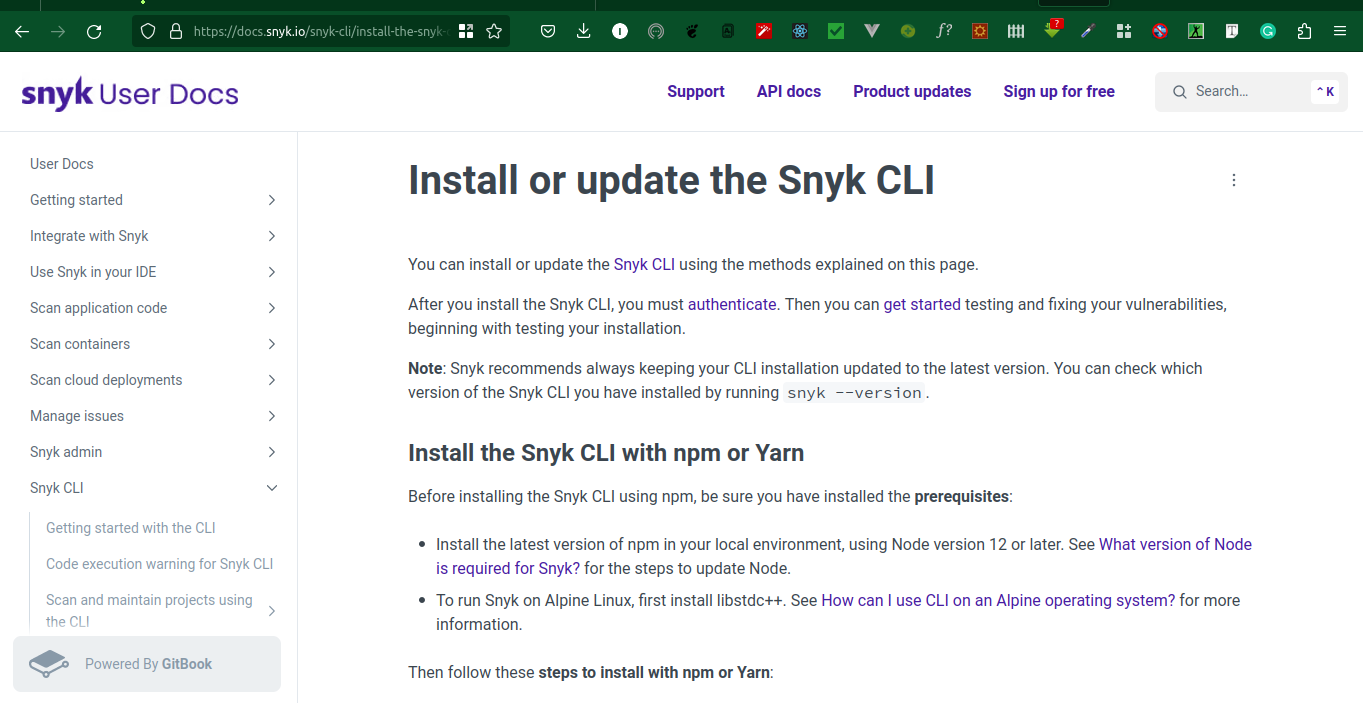 https://docs.snyk.io/snyk-cli/install-the-snyk-
snyk User Docs
Support
API docs
Product updates
Sign up for free
Search…
⌃ K
User Docs
Getting started
Integrate with Snyk
Use Snyk in your IDE
Scan application code
Scan containers
Scan cloud deployments
Manage issues
Snyk admin
Snyk CLI
Getting started with the CLI
Code execution warning for Snyk CLI
Scan and maintain projects using
the CLI
Powered By GitBook
Install or update the Snyk CLI
You can install or update the Snyk CLI using the methods explained on this page.
After you install the Snyk CLI, you must authenticate. Then you can get started testing and fixing your vulnerabilities,
beginning with testing your installation.
Note: Snyk recommends always keeping your CLI installation updated to the latest version. You can check which
version of the Snyk CLI you have installed by running snyk --version.
Install the Snyk CLI with npm or Yarn
Before installing the Snyk CLI using npm, be sure you have installed the prerequisites:
• Install the latest version of npm in your local environment, using Node version 12 or later. See What version of Node
is required for Snyk? for the steps to update Node.
• To run Snyk on Alpine Linux, first install libstdc++. See How can I use CLI on an Alpine operating system? for more
information.
Then follow these steps to install with npm or Yarn: